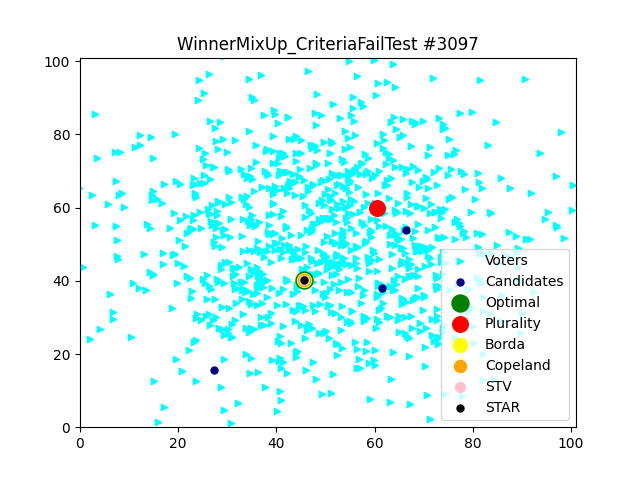 WinnerMixUp_CriteriaFailTest #3097
100
80
60
40
20
0
0 20 40 60 80 100
Voters
Candidates
Optimal
Plurality
Borda
Copeland
STV
STAR